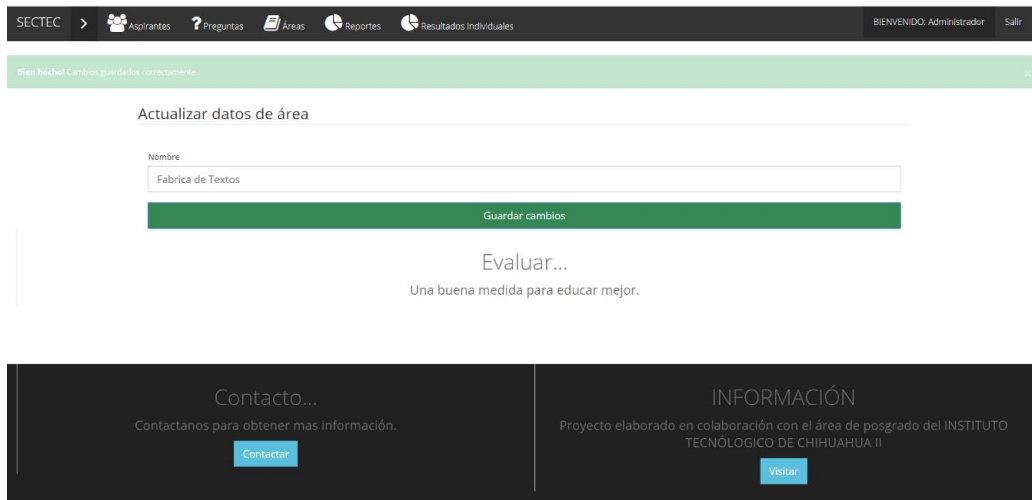 SECTEC > Aspirantes ? Preguntas Áreas Reportes Resultados Individuales BIENVENIDO: Administrador Salir
Bien hecho! Cambios guardados correctamente. ×
Actualizar datos de área
Nombre
Fabrica de Textos
Guardar cambios
Evaluar...
Una buena medida para educar mejor.
Contacto...
Contactanos para obtener mas información.
Contactar
INFORMACIÓN
Proyecto elaborado en colaboración con el área de posgrado del INSTITUTO
TECNÓLOGICO DE CHIHUAHUA II
Visitar